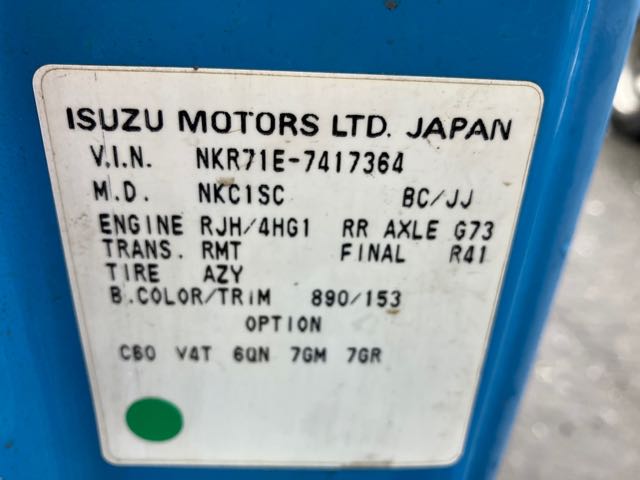 ISUZU MOTORS LTD. JAPAN
V.I.N. NKR71E-7417364
M.D. NKC1SC BC/JJ
ENGINE RJH/4HG1 RR AXLE G73
TRANS. RMT FINAL R41
TIRE AZY
B.COLOR/TRIM 890/153
OPTION
C60 V4T 6QN 7GM 7GR